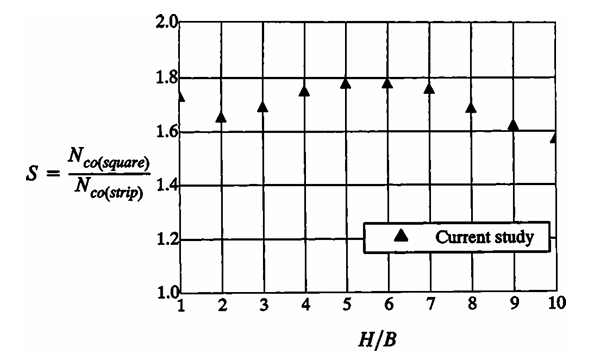 2.0
1.8
1.6
S = N_co(square) / N_co(strip)
1.4
1.2
▲ Current study
1.0
1 2 3 4 5 6 7 8 9 10
H/B